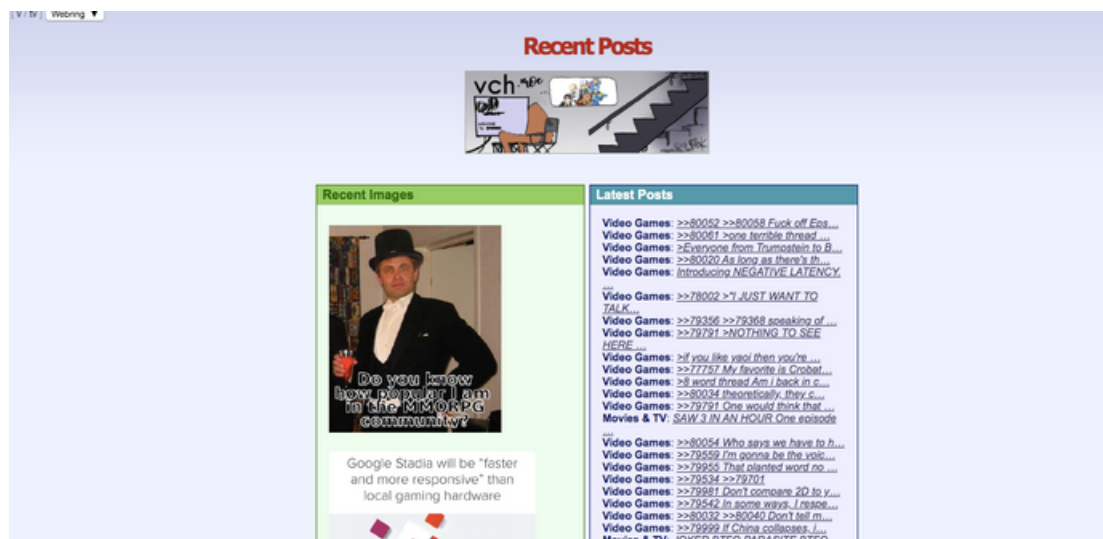 [ v / tv ] Webring ▼
Recent Posts
vch.moe
Recent Images
Do you know
how popular I am
in the MMORPG
community?
Google Stadia will be "faster
and more responsive" than
local gaming hardware
Latest Posts
Video Games: >>80052 >>80058 Fuck off Eps...
Video Games: >>80061 >one terrible thread ...
Video Games: >Everyone from Trumpstein to B...
Video Games: >>80020 As long as there's th...
Video Games: Introducing NEGATIVE LATENCY.
...
Video Games: >>78002 >"I JUST WANT TO
TALK...
Video Games: >>79356 >>79368 speaking of ...
Video Games: >>79791 >NOTHING TO SEE
HERE ...
Video Games: >if you like yaoi then you're ...
Video Games: >>77757 My favorite is Crobat...
Video Games: >8 word thread Am I back in c...
Video Games: >>80034 theoretically, they c...
Video Games: >>79791 One would think that ...
Movies & TV: SAW 3 IN AN HOUR One episode
...
Video Games: >>80054 Who says we have to h...
Video Games: >>79559 I'm gonna be the voic...
Video Games: >>79955 That planted word no ...
Video Games: >>79534 >>79701
Video Games: >>79981 Don't compare 2D to y...
Video Games: >>79542 In some ways, I respe...
Video Games: >>80032 >>80040 Don't tell m...
Video Games: >>79999 If China collapses, I...
Movies & TV: JOKER BTFO PARASITE BTFO